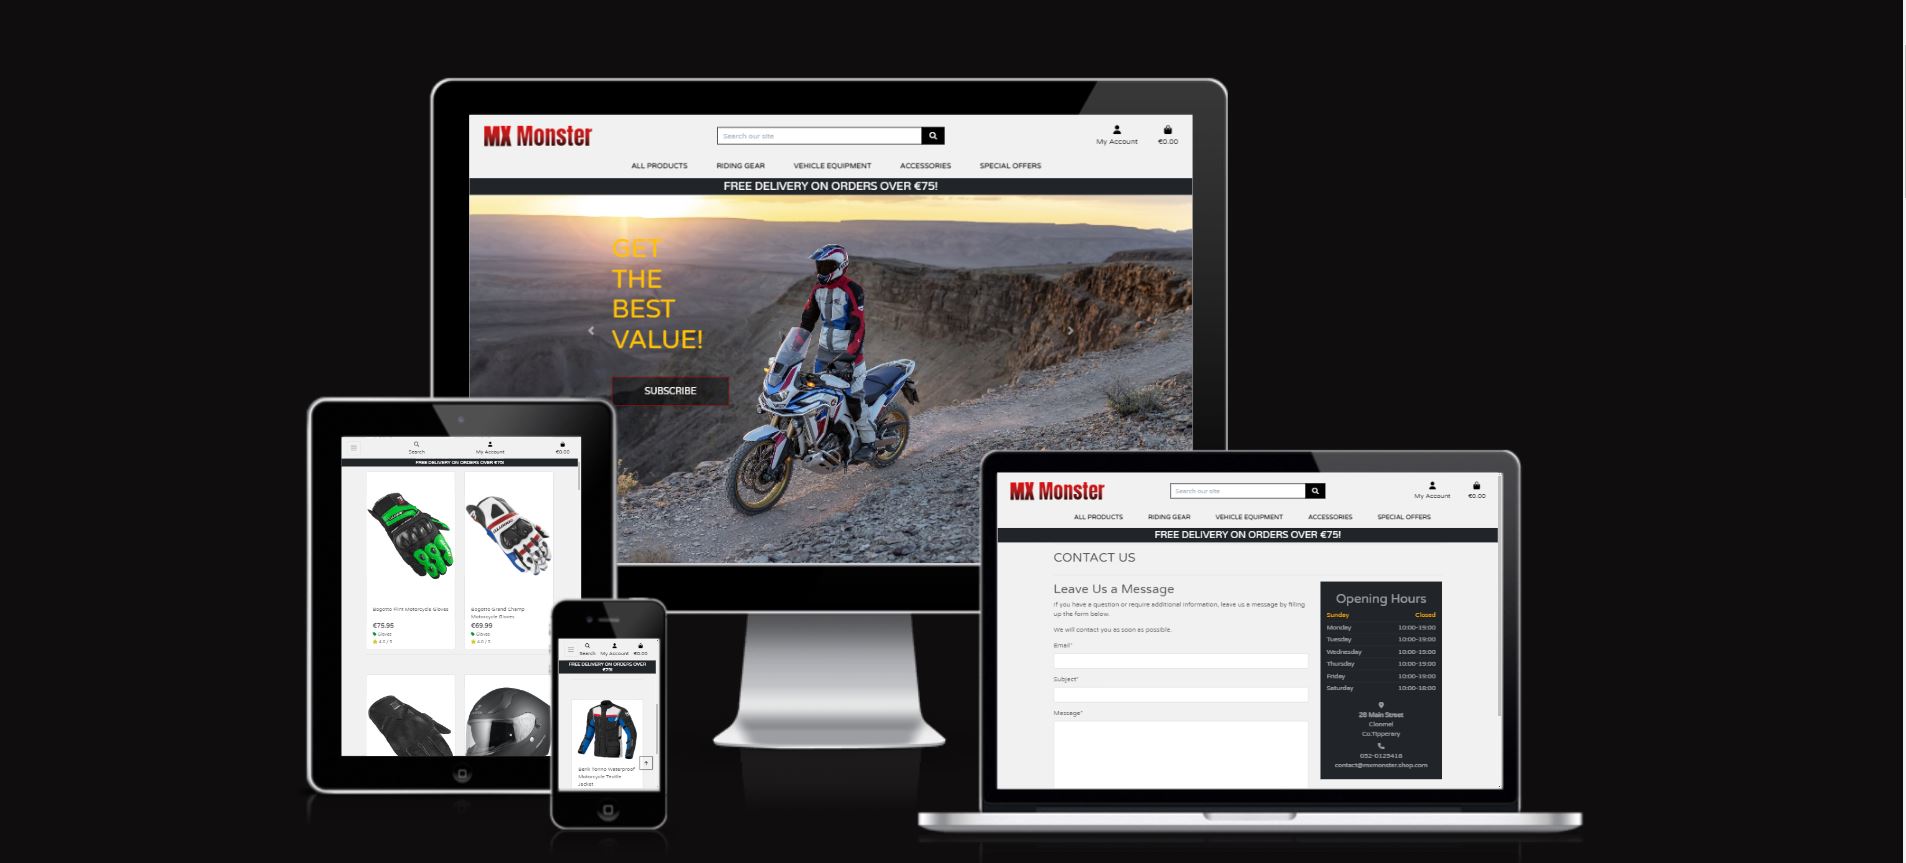 MX Monster
Search our site
My Account
€0.00
ALL PRODUCTS
RIDING GEAR
VEHICLE EQUIPMENT
ACCESSORIES
SPECIAL OFFERS
FREE DELIVERY ON ORDERS OVER €75!
GET
THE
BEST
VALUE!
SUBSCRIBE
Search
My Account
€0.00
FREE DELIVERY ON ORDERS OVER €75!
Bogotto Flint Motorcycle Gloves
€75.95
Gloves
4.0 / 5
Bogotto Grand Champ
Motorcycle Gloves
€69.99
Gloves
4.0 / 5
Search
My Account
€0.00
FREE DELIVERY ON ORDERS OVER
€75!
Berik Torino Waterproof
Motorcycle Textile
Jacket
MX Monster
Search our site
My Account
€0.00
ALL PRODUCTS
RIDING GEAR
VEHICLE EQUIPMENT
ACCESSORIES
SPECIAL OFFERS
FREE DELIVERY ON ORDERS OVER €75!
CONTACT US
Leave Us a Message
If you have a question or require additional information, leave us a message by filling
up the form below.
We will contact you as soon as possible.
Email*
Subject*
Message*
Opening Hours
Sunday Closed
Monday 10:00-19:00
Tuesday 10:00-19:00
Wednesday 10:00-19:00
Thursday 10:00-19:00
Friday 10:00-19:00
Saturday 10:00-18:00
28 Main Street
Clonmel
Co.Tipperary
052-0125416
contact@mxmonster.shop.com